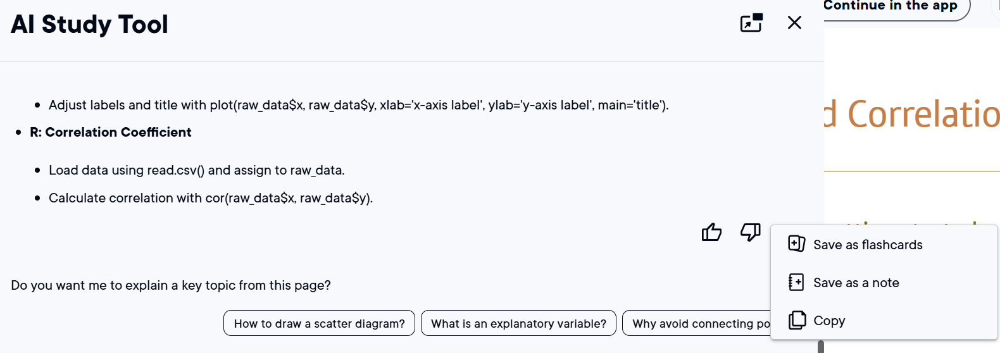 AI Study Tool
Continue in the app
Adjust labels and title with plot(raw_data$x, raw_data$y, xlab='x-axis label', ylab='y-axis label', main='title').
d Correlatio
R: Correlation Coefficient
Load data using read.csv() and assign to raw_data.
Calculate correlation with cor(raw_data$x, raw_data$y).
Save as flashcards
Save as a note
Copy
Do you want me to explain a key topic from this page?
How to draw a scatter diagram?
What is an explanatory variable?
Why avoid connecting po